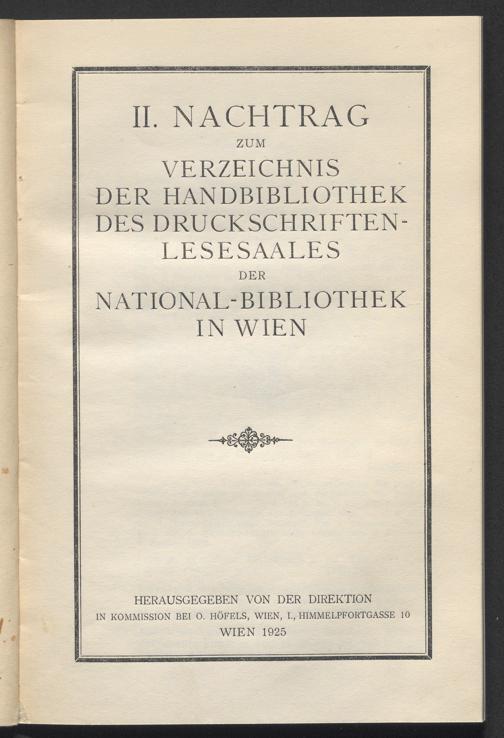 II. NACHTRAG
ZUM
VERZEICHNIS
DER HANDBIBLIOTHEK
DES DRUCKSCHRIFTEN-
LESESAALES
DER
NATIONAL-BIBLIOTHEK
IN WIEN
HERAUSGEGEBEN VON DER DIREKTION
IN KOMMISSION BEI O. HÖFELS, WIEN, I., HIMMELPFORTGASSE 10
WIEN 1925